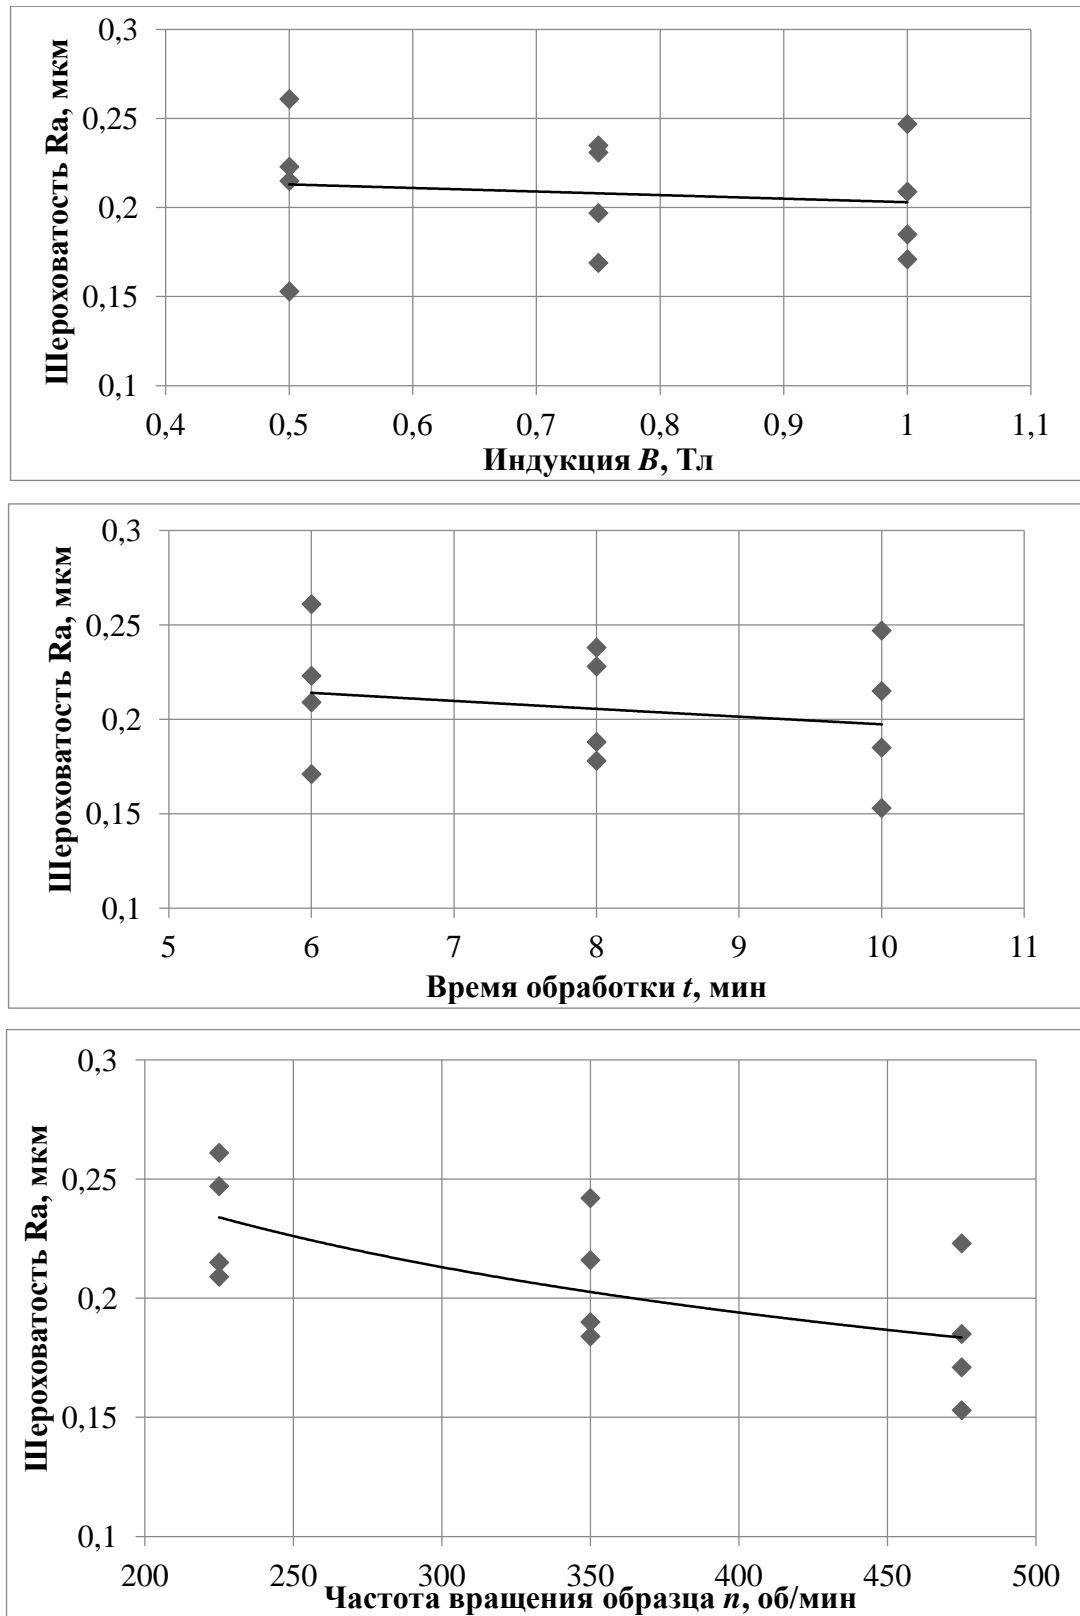 Шероховатость Ra, мкм
0,3
0,25
0,2
0,15
0,1
0,4 0,5 0,6 0,7 0,8 0,9 1 1,1
Индукция B, Тл
Шероховатость Ra, мкм
0,3
0,25
0,2
0,15
0,1
5 6 7 8 9 10 11
Время обработки t, мин
Шероховатость Ra, мкм
0,3
0,25
0,2
0,15
0,1
200 250 300 350 400 450 500
Частота вращения образца n, об/мин